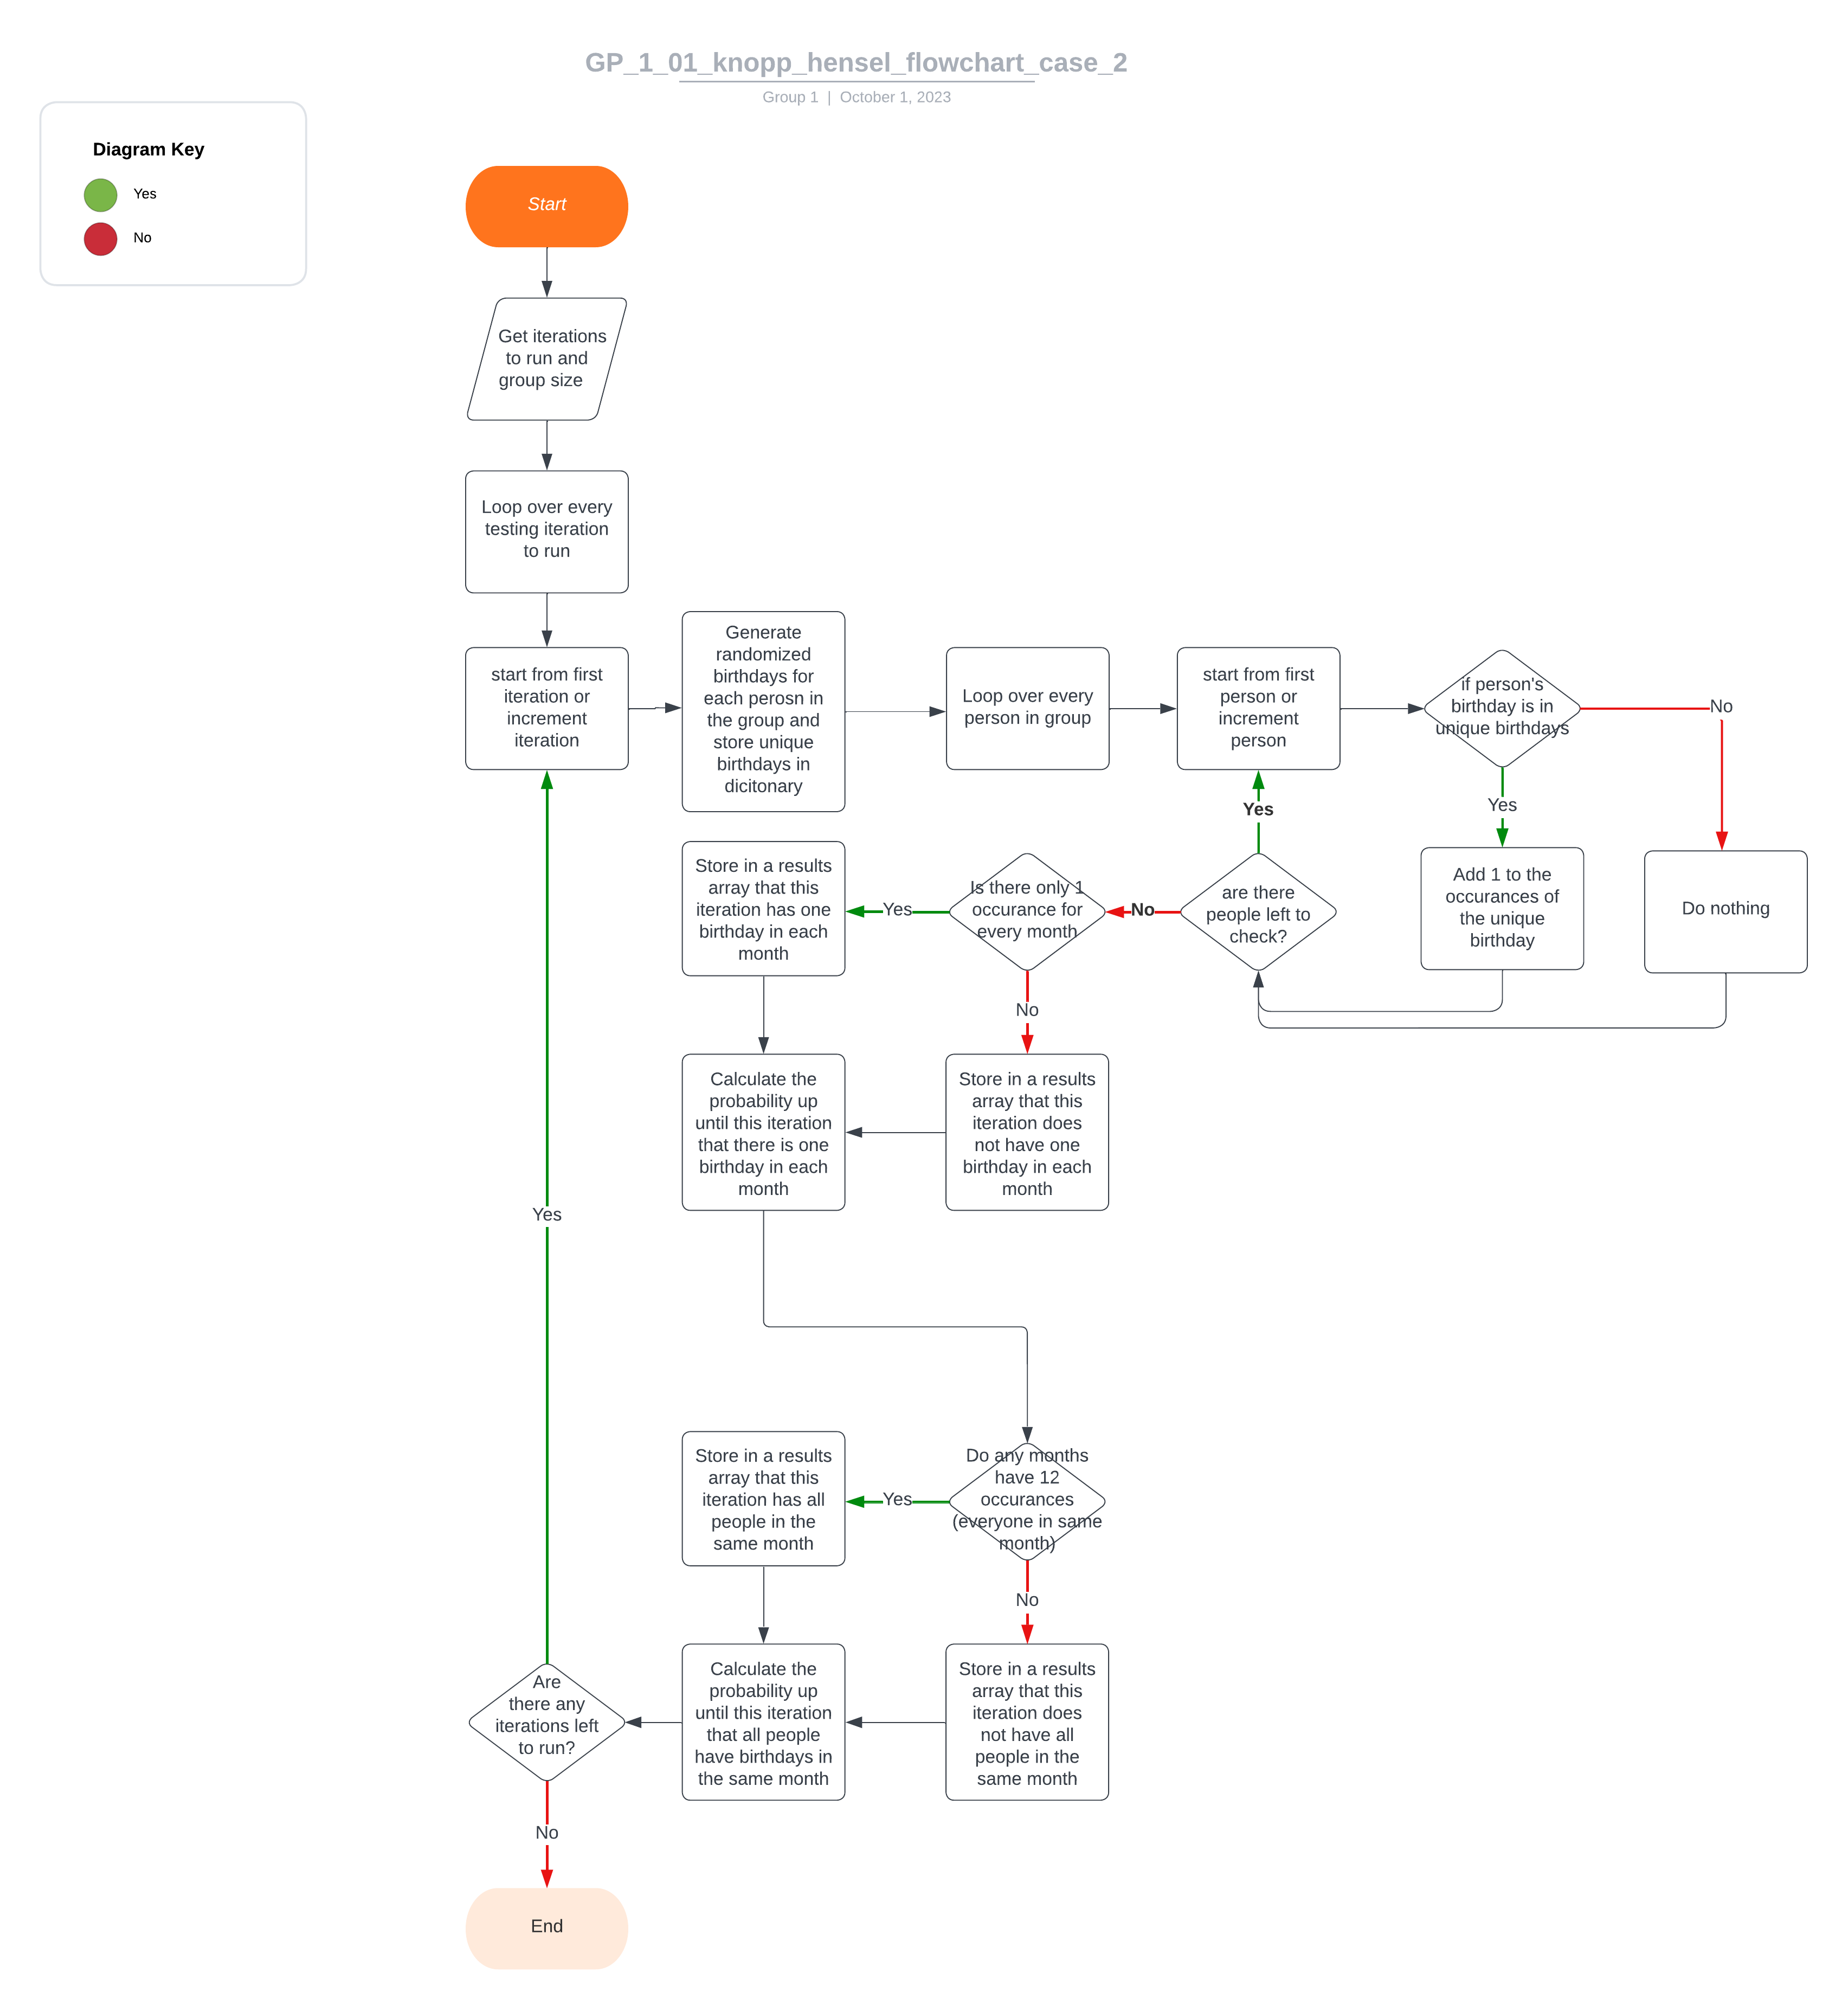 GP_1_01_knopp_hensel_flowchart_case_2
Group 1 | October 1, 2023
Diagram Key
Yes
No
Start
Get iterations
to run and
group size
Loop over every
testing iteration
to run
start from first
iteration or
increment
iteration
Generate
randomized
birthdays for
each perosn in
the group and
store unique
birthdays in
dicitonary
Loop over every
person in group
start from first
person or
increment
person
if person's
birthday is in
unique birthdays
No
Yes
Add 1 to the
occurances of
the unique
birthday
Do nothing
Yes
are there
people left to
check?
No
Is there only 1
occurance for
every month
Yes
Store in a results
array that this
iteration has one
birthday in each
month
No
Store in a results
array that this
iteration does
not have one
birthday in each
month
Calculate the
probability up
until this iteration
that there is one
birthday in each
month
Do any months
have 12
occurances
(everyone in same
month)
Yes
Store in a results
array that this
iteration has all
people in the
same month
No
Store in a results
array that this
iteration does
not have all
people in the
same month
Calculate the
probability up
until this iteration
that all people
have birthdays in
the same month
Are
there any
iterations left
to run?
Yes
No
End